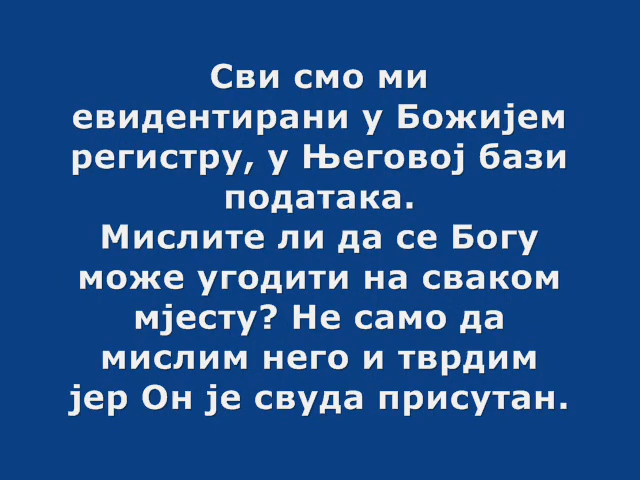 Сви смо ми
евидентирани у Божијем
регистру, у Његовој бази
података.
Мислите ли да се Богу
може угодити на сваком
мјесту? Не само да
мислим него и тврдим
јер Он је свуда присутан.